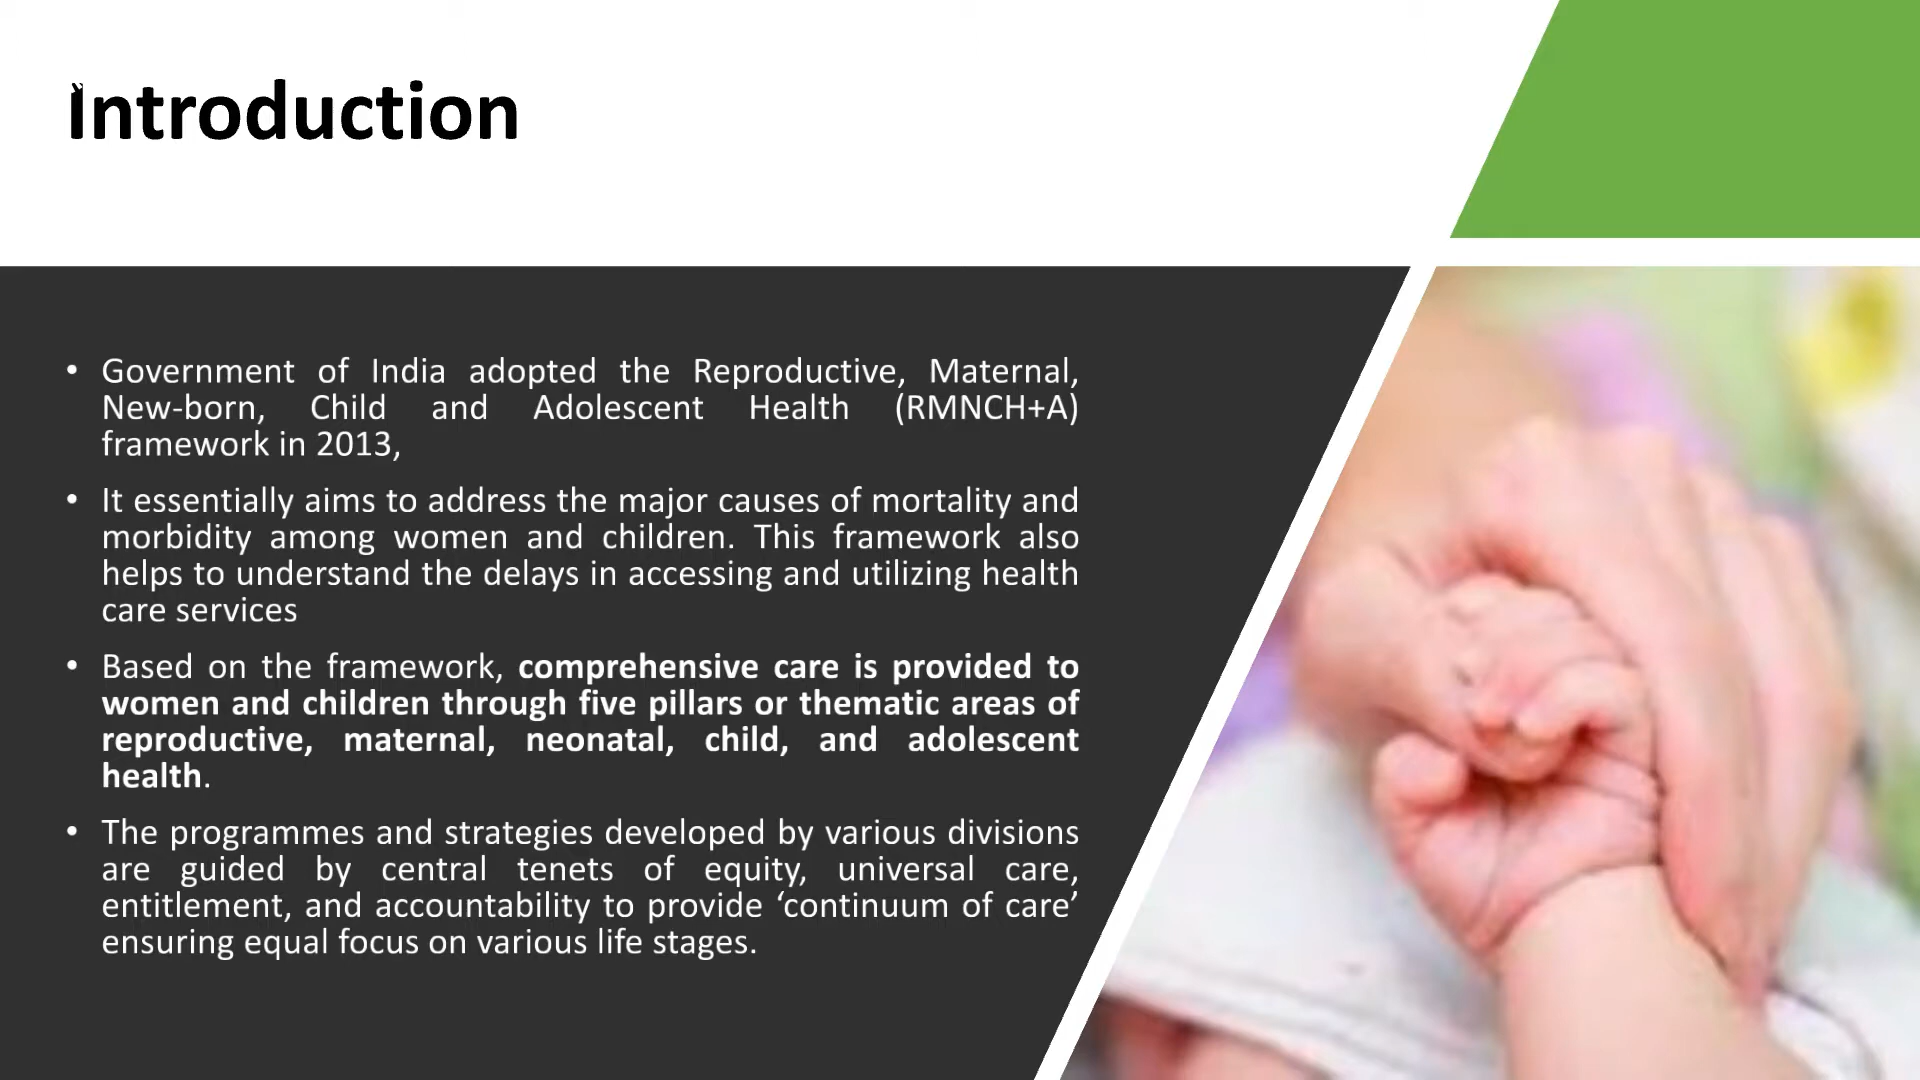 Introduction
• Government of India adopted the Reproductive, Maternal,
New-born, Child and Adolescent Health (RMNCH+A)
framework in 2013,
• It essentially aims to address the major causes of mortality and
morbidity among women and children. This framework also
helps to understand the delays in accessing and utilizing health
care services
• Based on the framework, comprehensive care is provided to
women and children through five pillars or thematic areas of
reproductive, maternal, neonatal, child, and adolescent
health.
• The programmes and strategies developed by various divisions
are guided by central tenets of equity, universal care,
entitlement, and accountability to provide ‘continuum of care’
ensuring equal focus on various life stages.